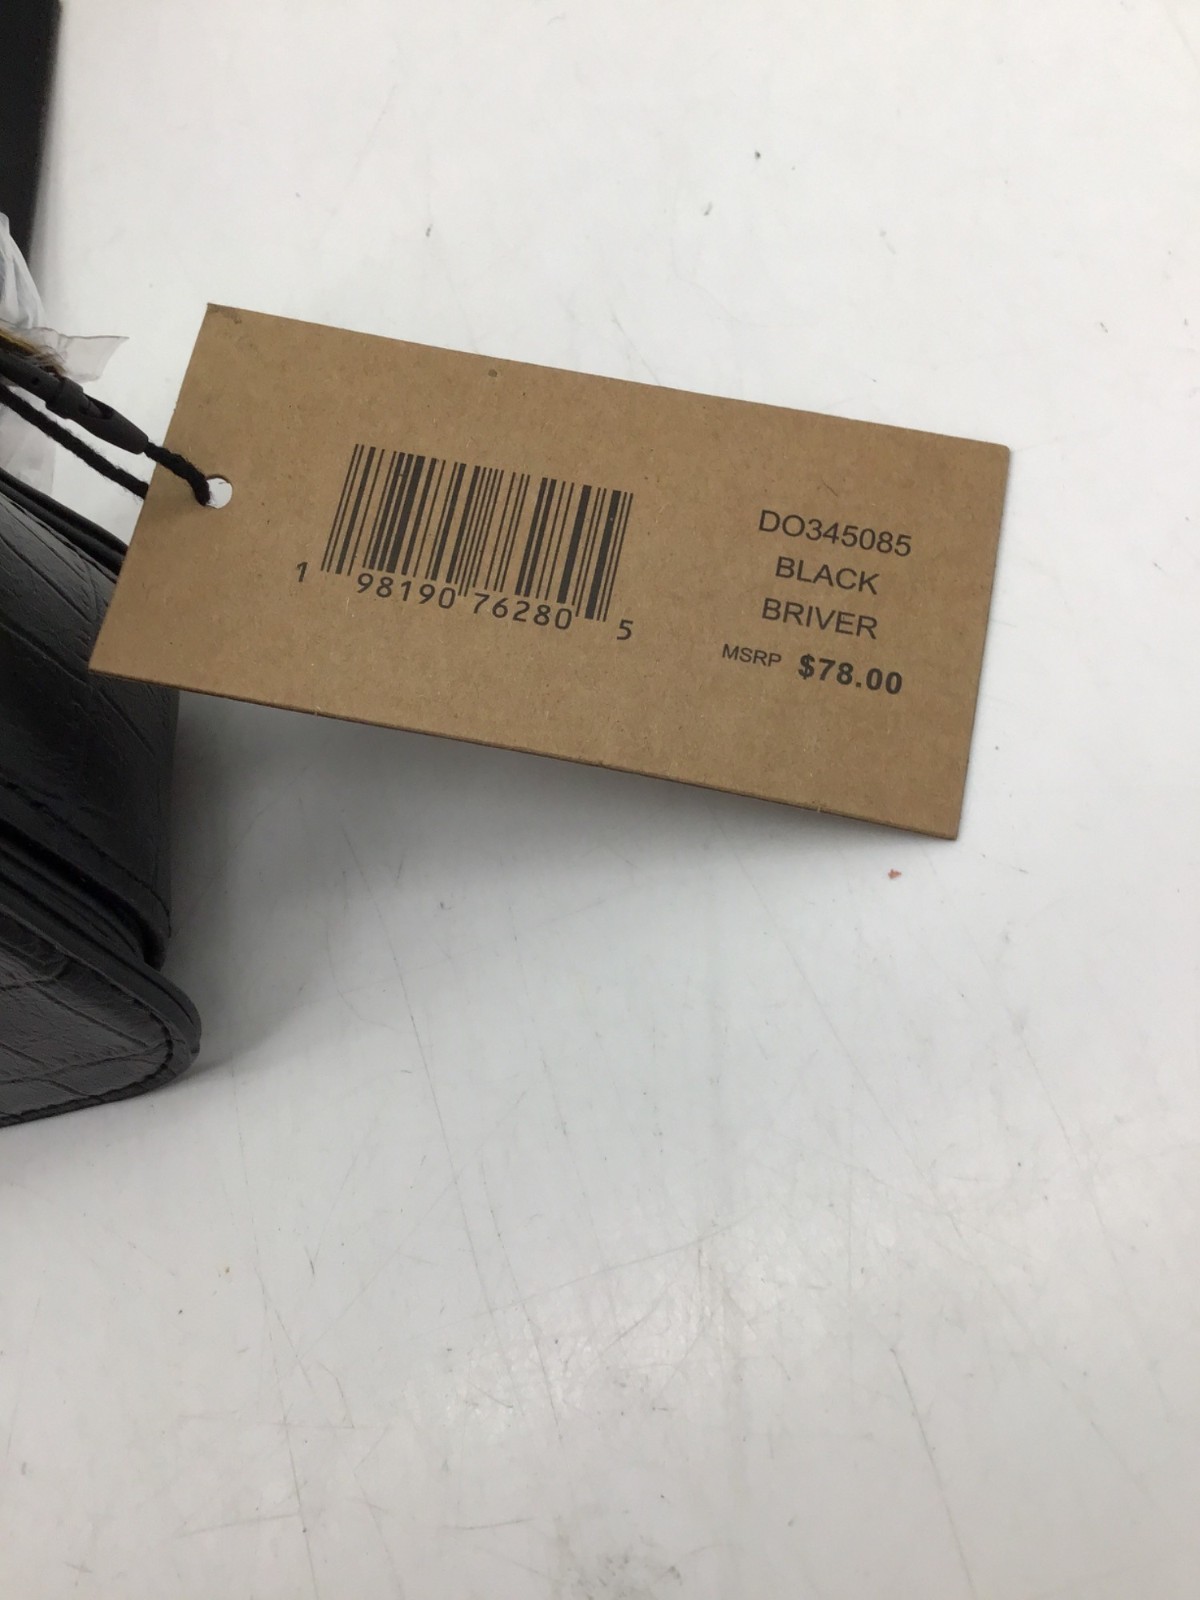 1 98190 76280 5
DO345085
BLACK
BRIVER
MSRP $78.00